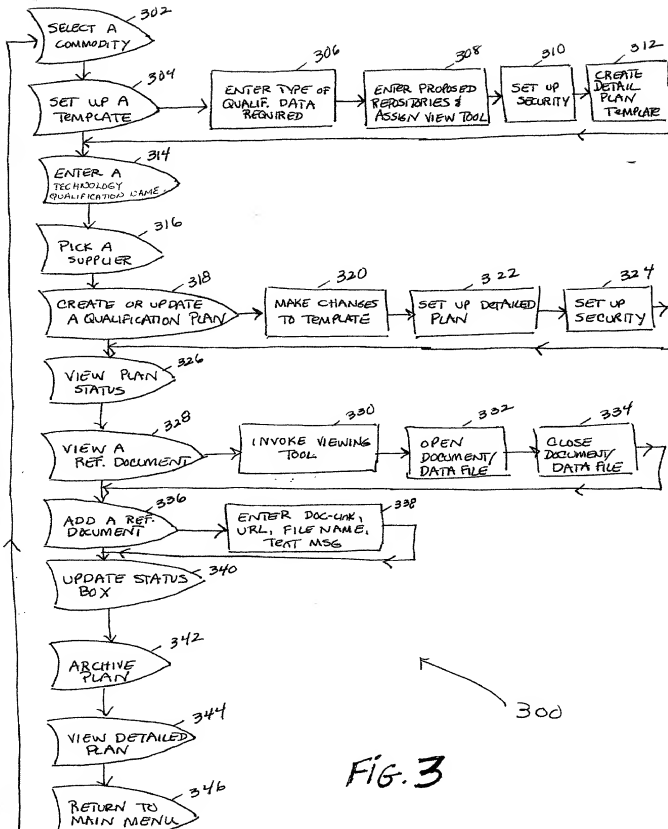 302
SELECT A
COMMODITY
304
SET UP A
TEMPLATE
306
ENTER TYPE OF
QUALIF. DATA
REQUIRED
308
ENTER PROPOSED
REPOSITORIES &
ASSIGN VIEW TOOL
310
SET UP
SECURITY
312
CREATE
DETAIL
PLAN
TEMPLATE
314
ENTER A
TECHNOLOGY
QUALIFICATION NAME
316
PICK A
SUPPLIER
318
CREATE OR UPDATE
A QUALIFICATION PLAN
320
MAKE CHANGES
TO TEMPLATE
322
SET UP DETAILED
PLAN
324
SET UP
SECURITY
326
VIEW PLAN
STATUS
328
VIEW A
REF. DOCUMENT
330
INVOKE VIEWING
TOOL
332
OPEN
DOCUMENT/
DATA FILE
334
CLOSE
DOCUMENT/
DATA FILE
336
ADD A REF.
DOCUMENT
338
ENTER DOC-LINK,
URL, FILE NAME,
TEXT MSG
340
UPDATE STATUS
BOX
342
ARCHIVE
PLAN
344
VIEW DETAILED
PLAN
346
RETURN TO
MAIN MENU
300
FIG. 3